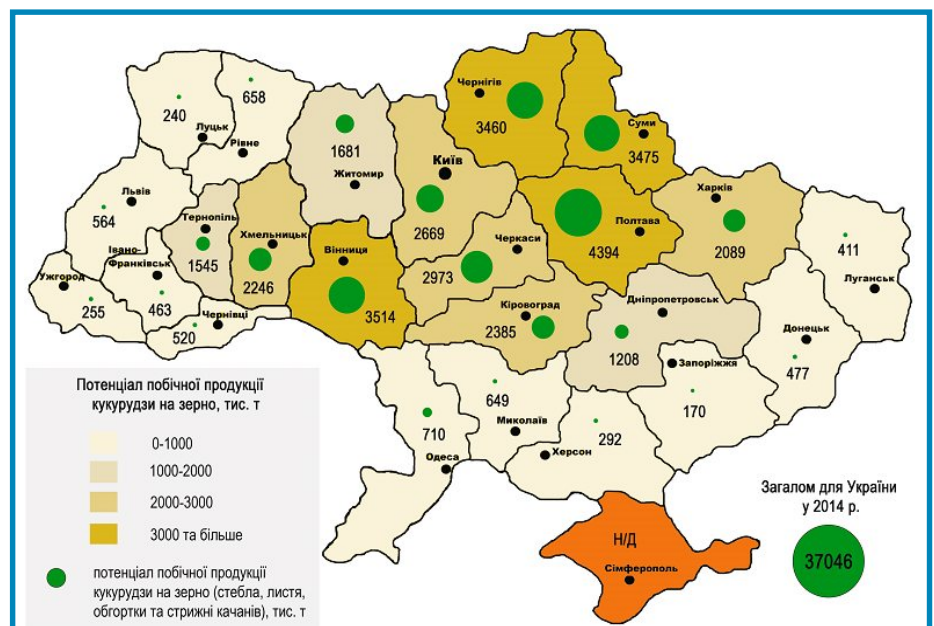 240
Луцьк
658
Рівне
1681
Житомир
Київ
2669
Чернігів
3460
Суми
3475
Львів
564
Тернопіль
1545
Хмельницьк
2246
Вінниця
3514
Черкаси
2973
Полтава
4394
Харків
2089
411
Луганськ
Ужгород
255
Івано-
Франківськ
463
Чернівці
520
Кіровоград
2385
Дніпропетровськ
1208
Донецьк
477
Запоріжжя
170
649
Миколаїв
710
Одеса
292
Херсон
Н/Д
Сімферополь
Потенціал побічної продукції
кукурудзи на зерно, тис. т
0-1000
1000-2000
2000-3000
3000 та більше
потенціал побічної продукції
кукурудзи на зерно (стебла, листя,
обгортки та стрижні качанів), тис. т
Загалом для України
у 2014 р.
37046